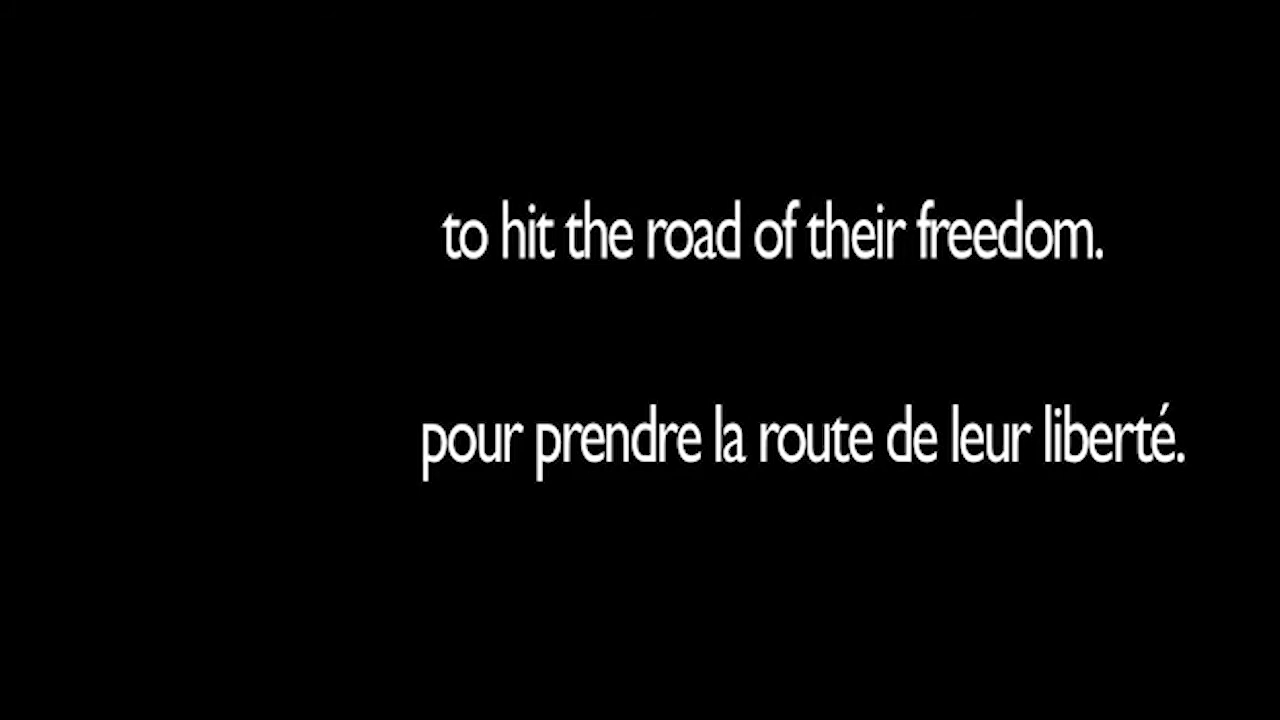 to hit the road of their freedom.
pour prendre la route de leur liberté.